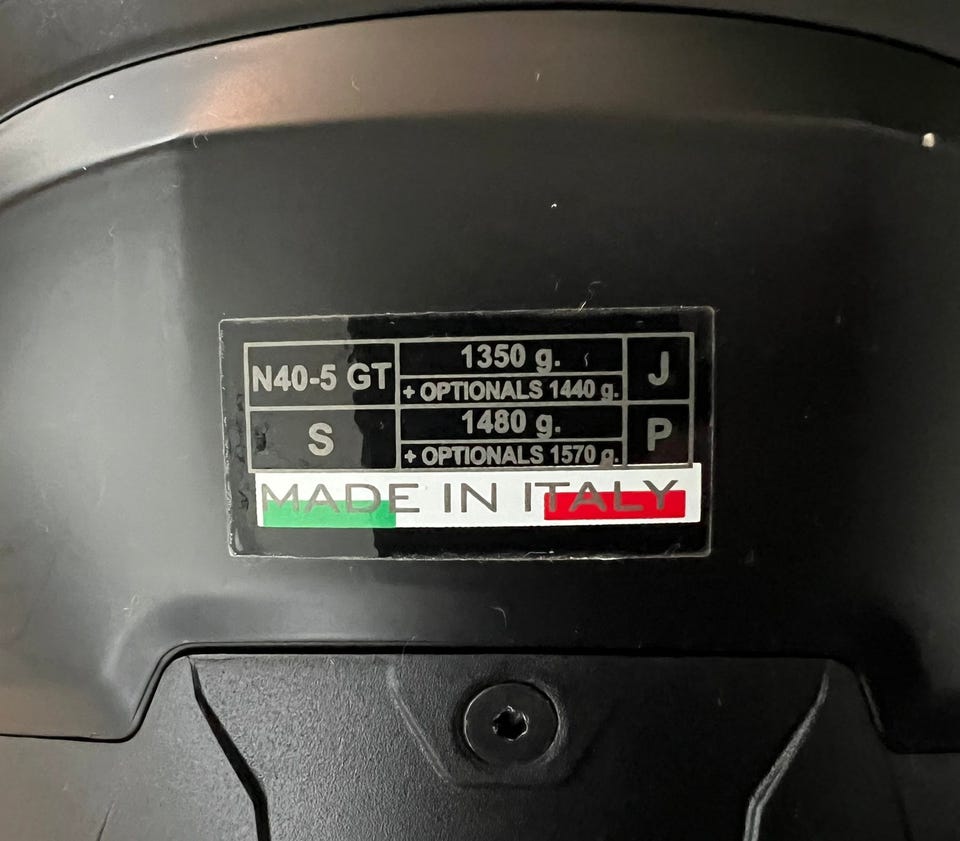 N40-5 GT 1350 g. J
+ OPTIONALS 1440 g.
S 1480 g. P
+ OPTIONALS 1570 g.
MADE IN ITALY